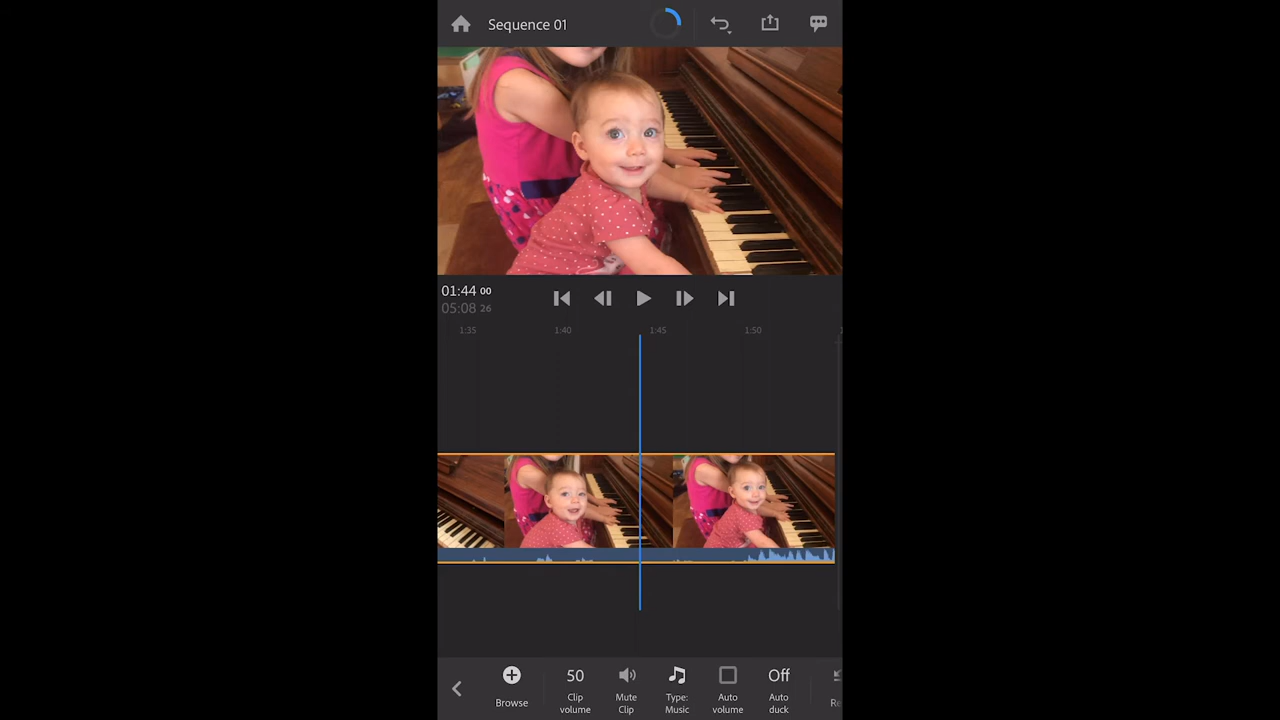 Sequence 01
01:44 00
05:08 26
1:35 1:40 1:45 1:50
Browse
50
Clip
volume
Mute
Clip
Type:
Music
Auto
volume
Off
Auto
duck
Re